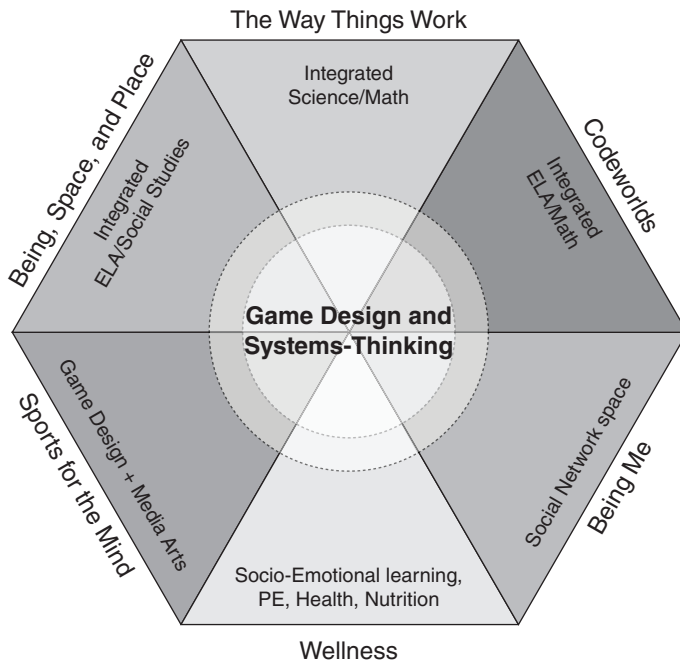 The Way Things Work
Integrated
Science/Math
Being, Space, and Place
Integrated
ELA/Social Studies
Codeworlds
Integrated
ELA/Math
Game Design and
Systems-Thinking
Sports for the Mind
Game Design + Media Arts
Social Network space
Being Me
Socio-Emotional learning,
PE, Health, Nutrition
Wellness